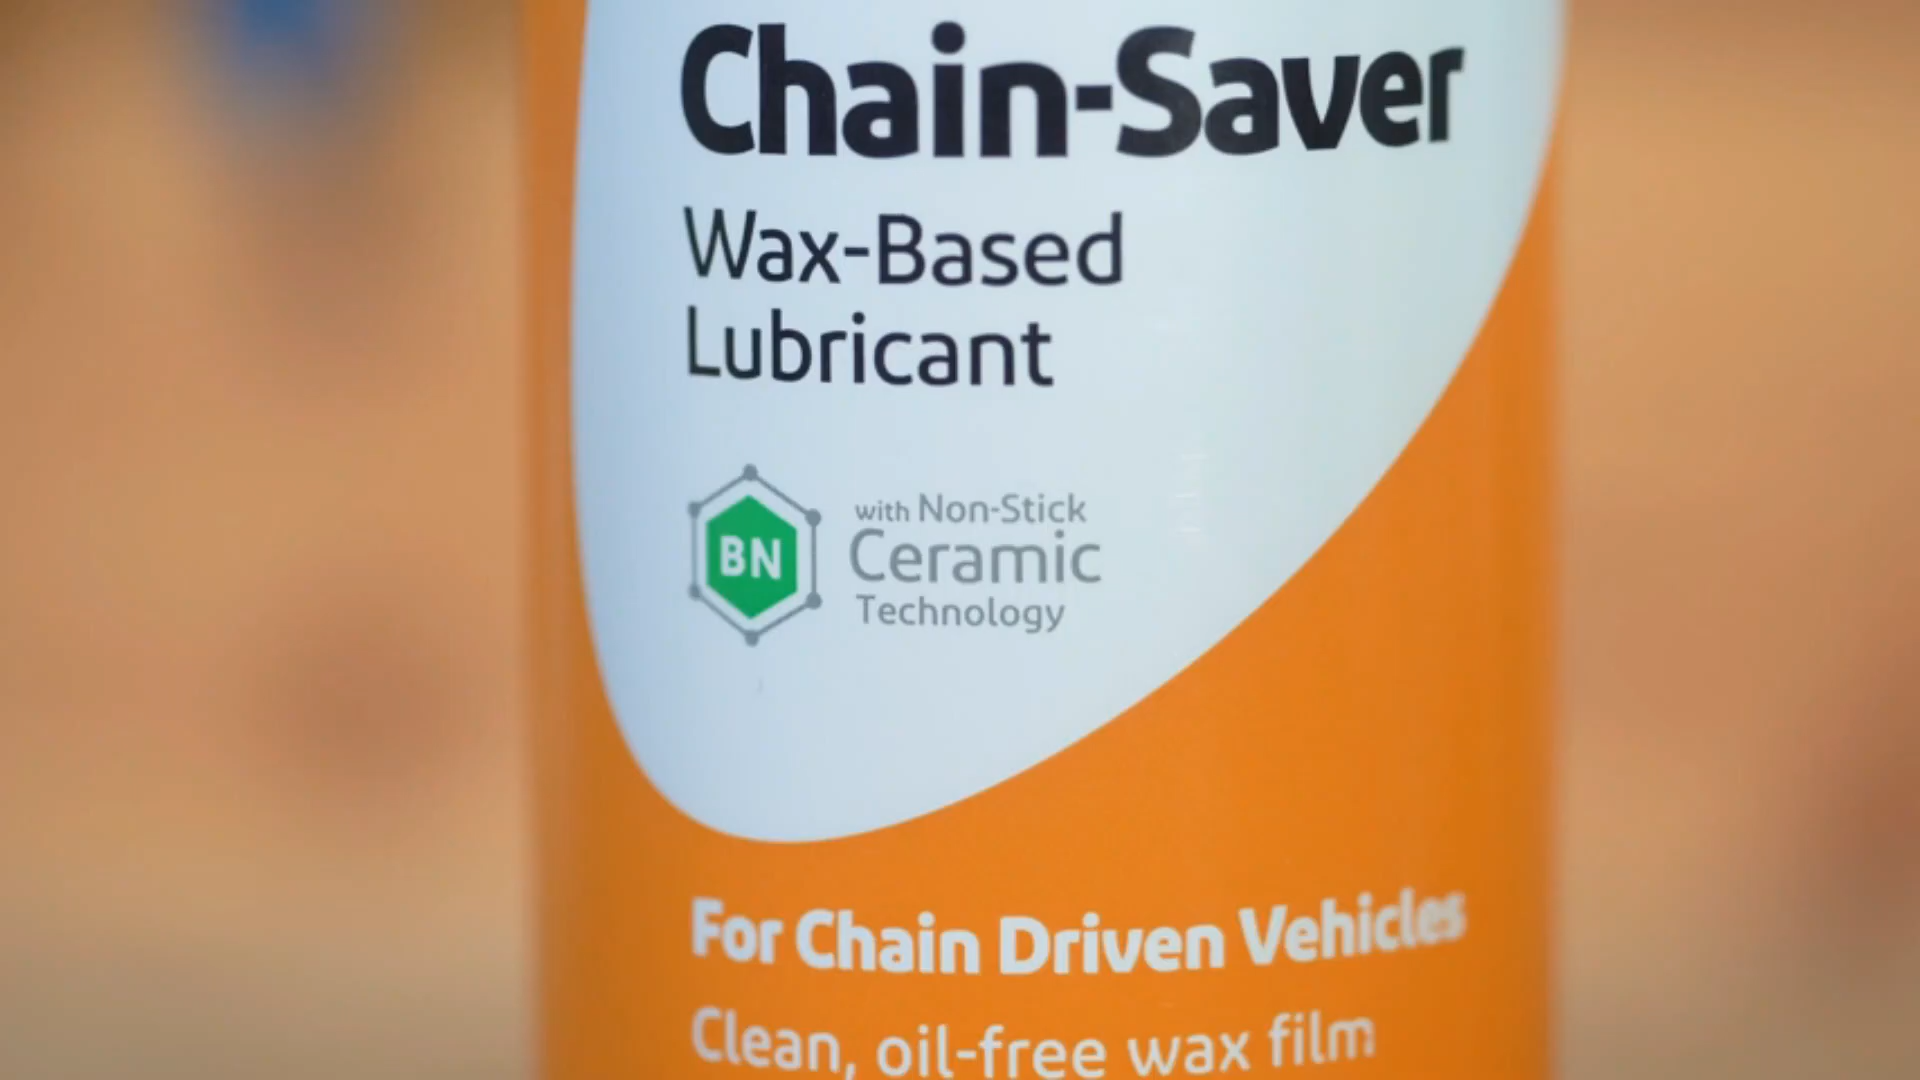 Chain-Saver
Wax-Based
Lubricant
BN
with Non-Stick
Ceramic
Technology
For Chain Driven Vehicles
Clean, oil-free wax film